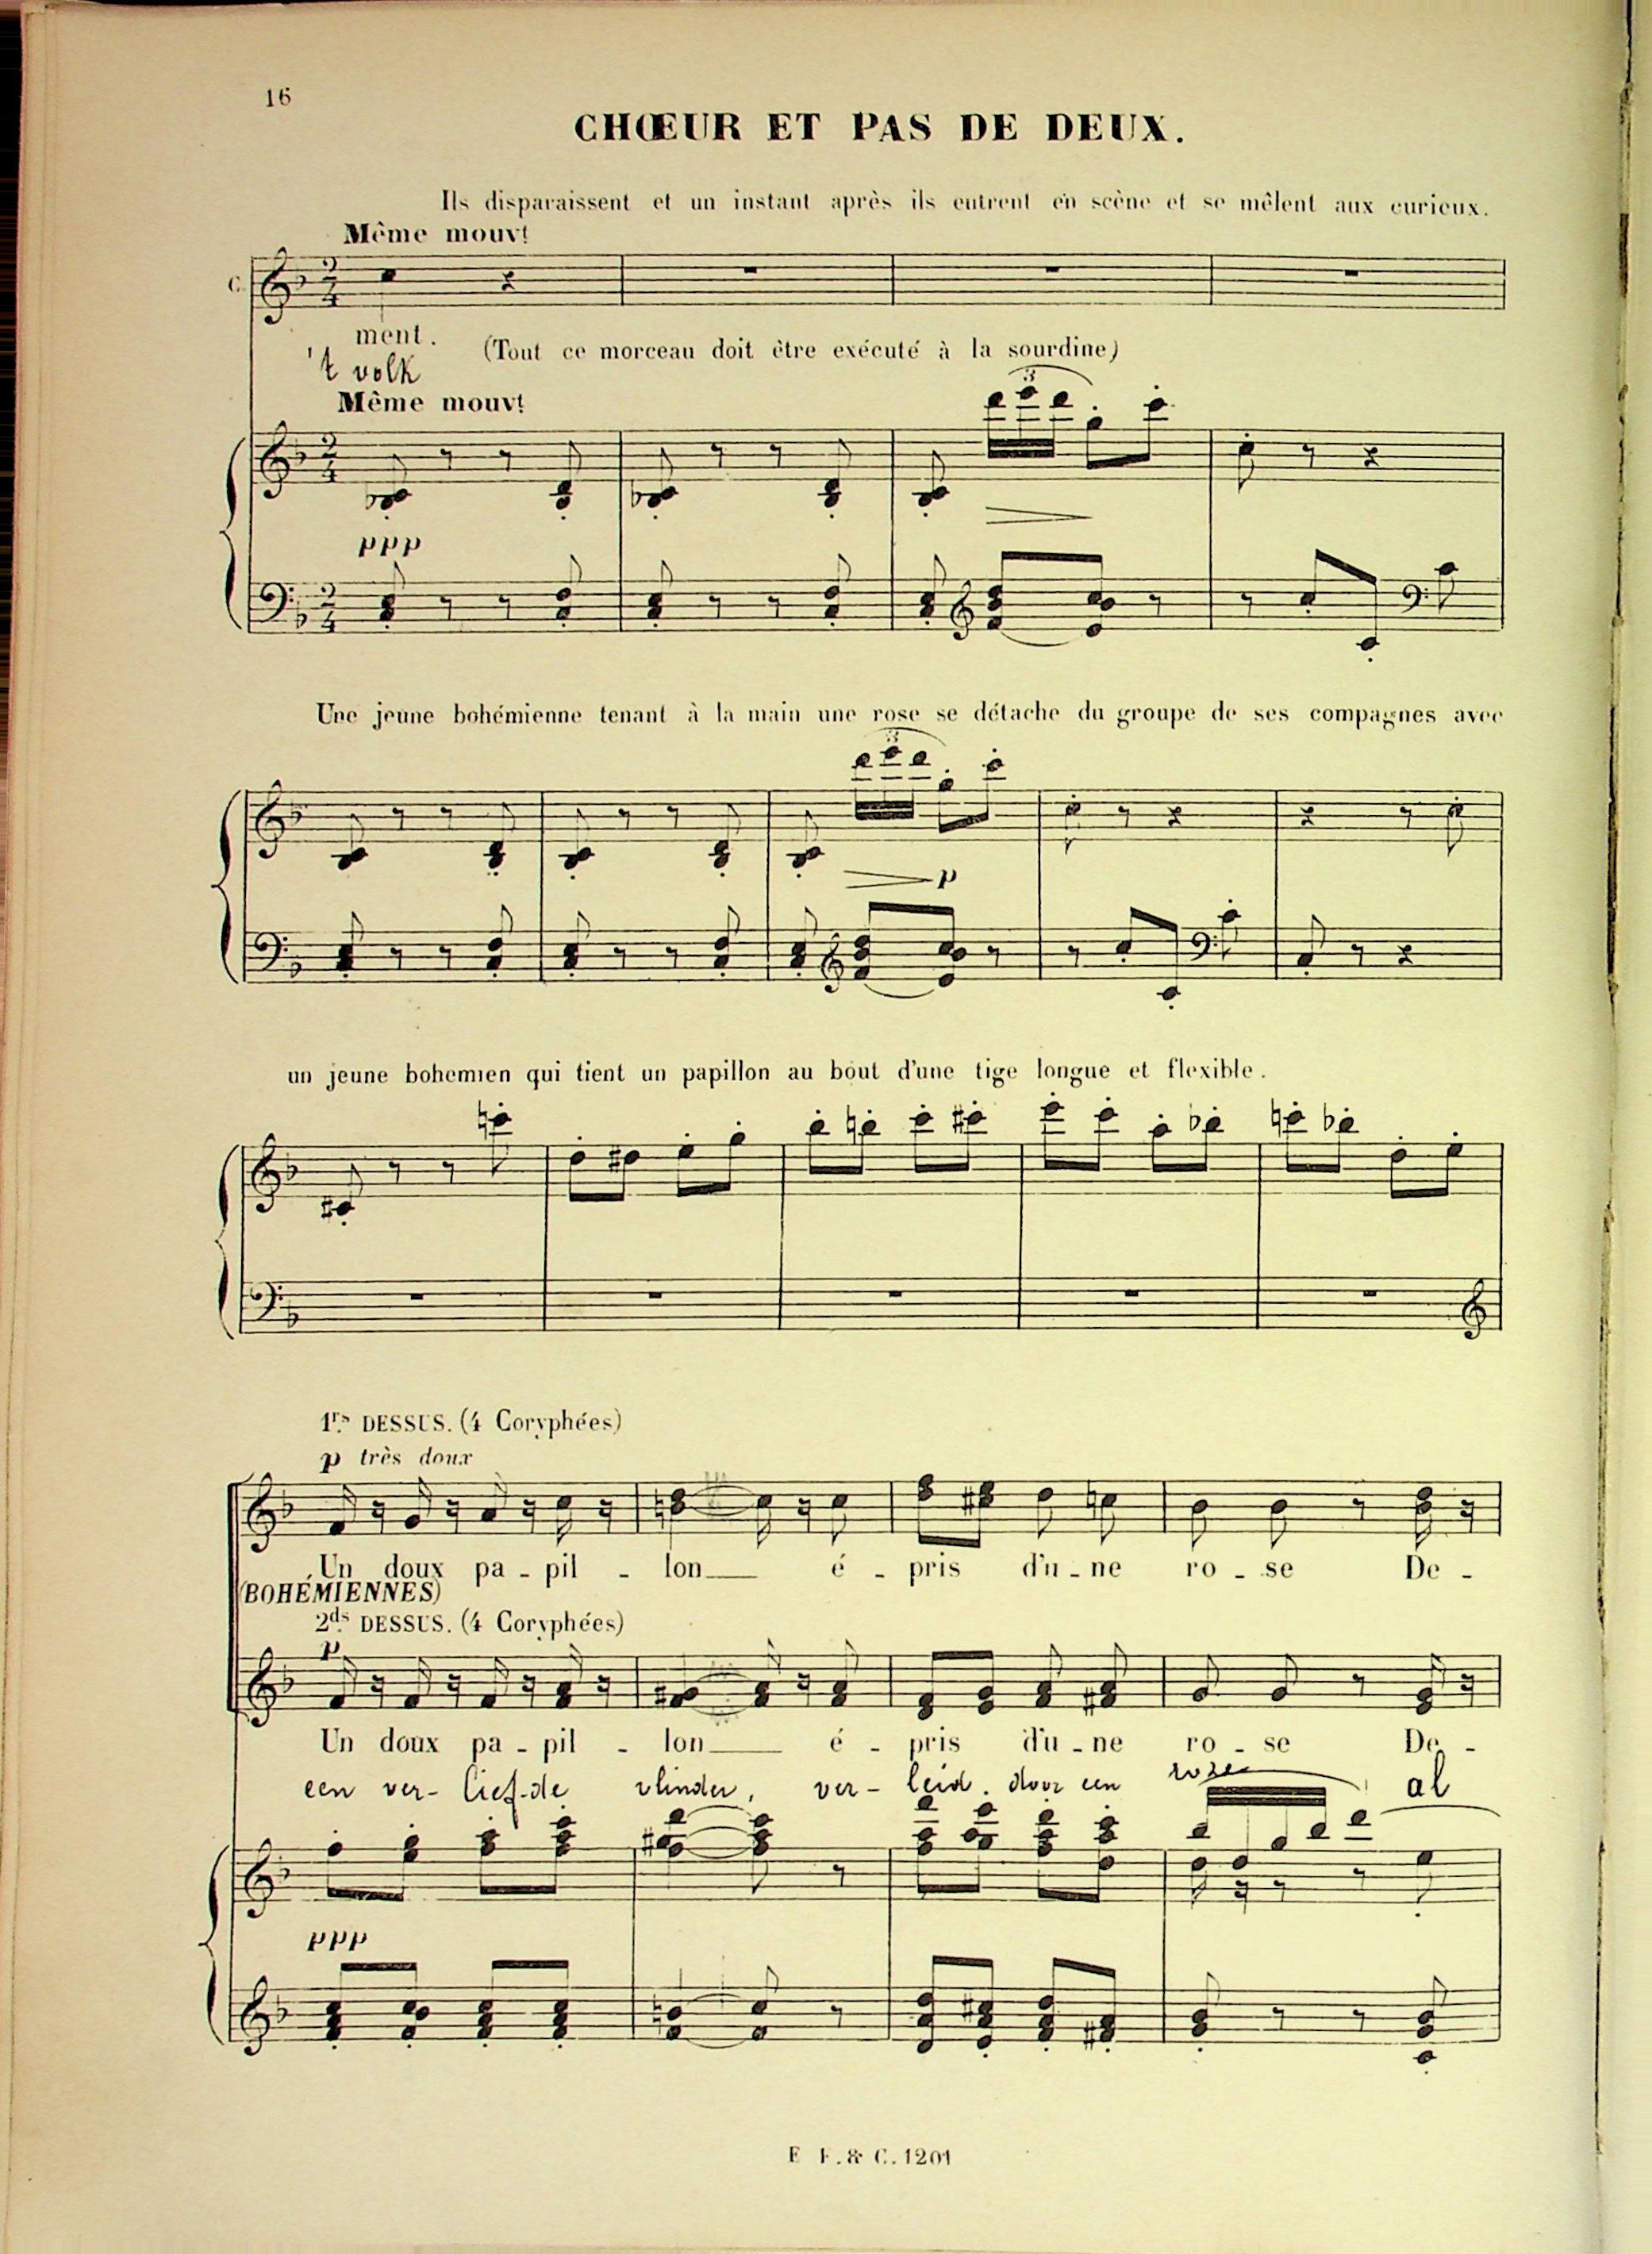 16
CHŒUR ET PAS DE DEUX.
Ils disparaissent et un instant après ils entrent en scène et se mêlent aux curieux.
Même mouvt
C.
ment.
(Tout ce morceau doit être exécuté à la sourdine)
't volk
Même mouvt
3
ppp
Une jeune bohémienne tenant à la main une rose se détache du groupe de ses compagnes avec
3
p
un jeune bohemien qui tient un papillon au bout d'une tige longue et flexible.
1rs DESSUS. (4 Coryphées)
p très doux
Un doux pa - pil - lon é - pris d'u - ne ro - se De -
(BOHÉMIENNES)
2ds DESSUS. (4 Coryphées)
p
Un doux pa - pil - lon é - pris d'u - ne ro - se De -
een ver- lief-de vlinder, ver- leid. door een roze al
ppp
E F. & C. 1201